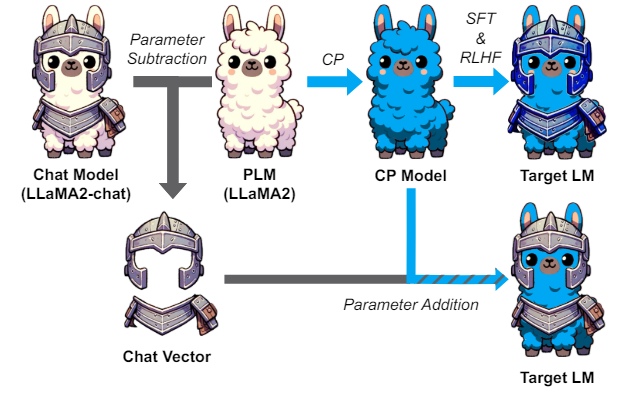 Parameter
Subtraction
CP
SFT
&
RLHF
Chat Model
(LLaMA2-chat)
PLM
(LLaMA2)
CP Model
Target LM
Parameter Addition
Chat Vector
Target LM